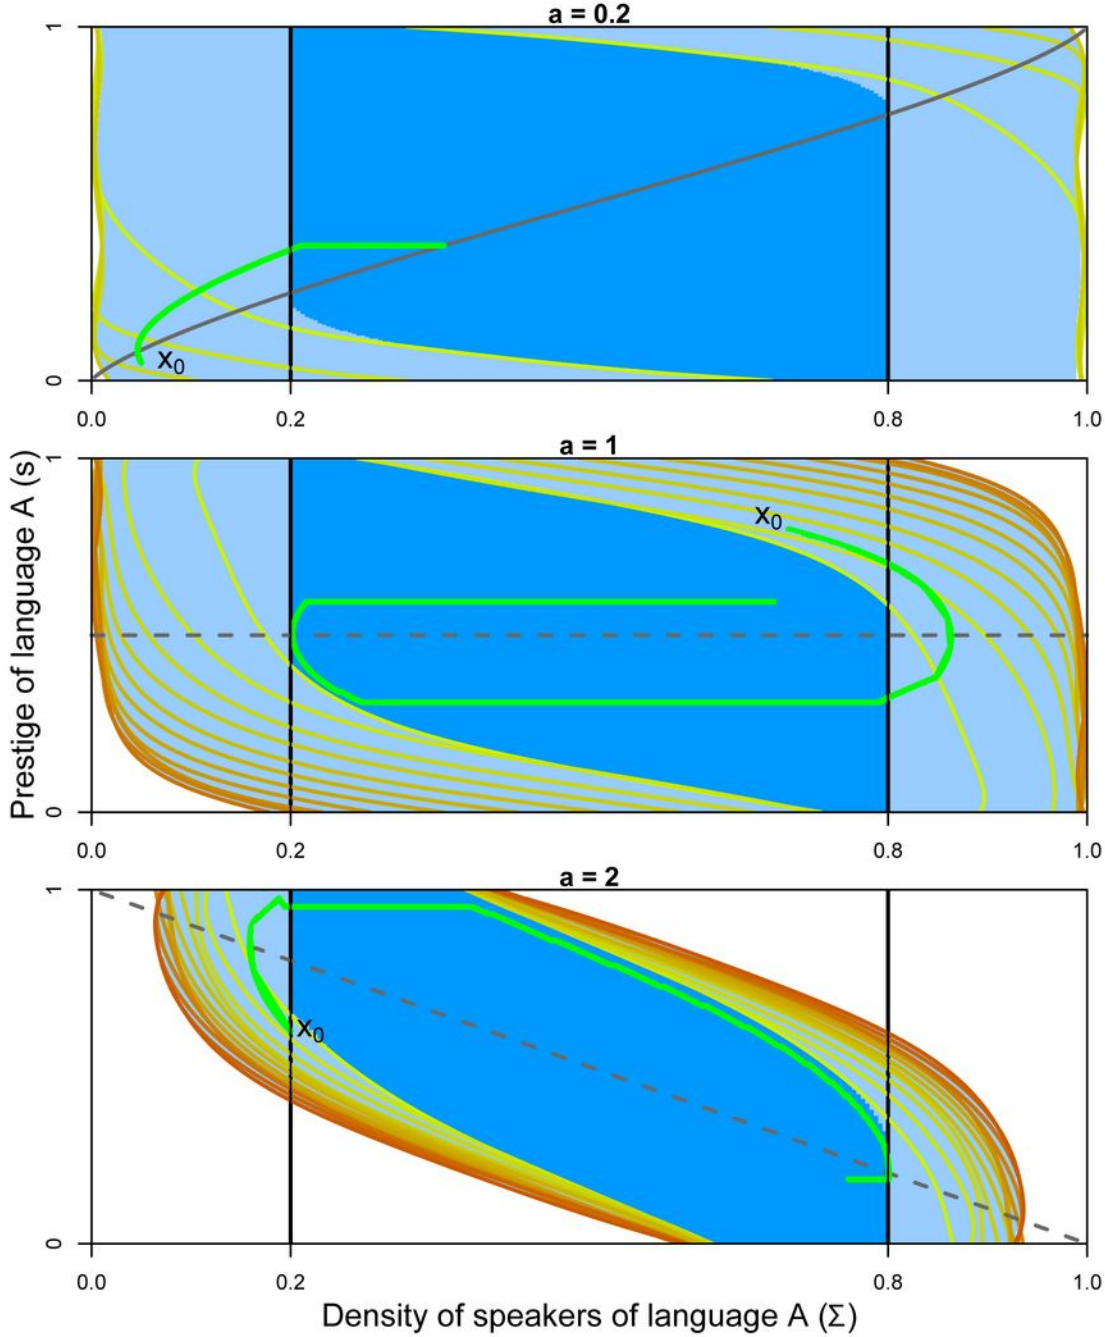 a = 0.2
1
x0
0
0.0 0.2 0.8 1.0
a = 1
1
x0
0
0.0 0.2 0.8 1.0
a = 2
1
x0
0
0.0 0.2 0.8 1.0
Prestige of language A (s)
Density of speakers of language A (Σ)